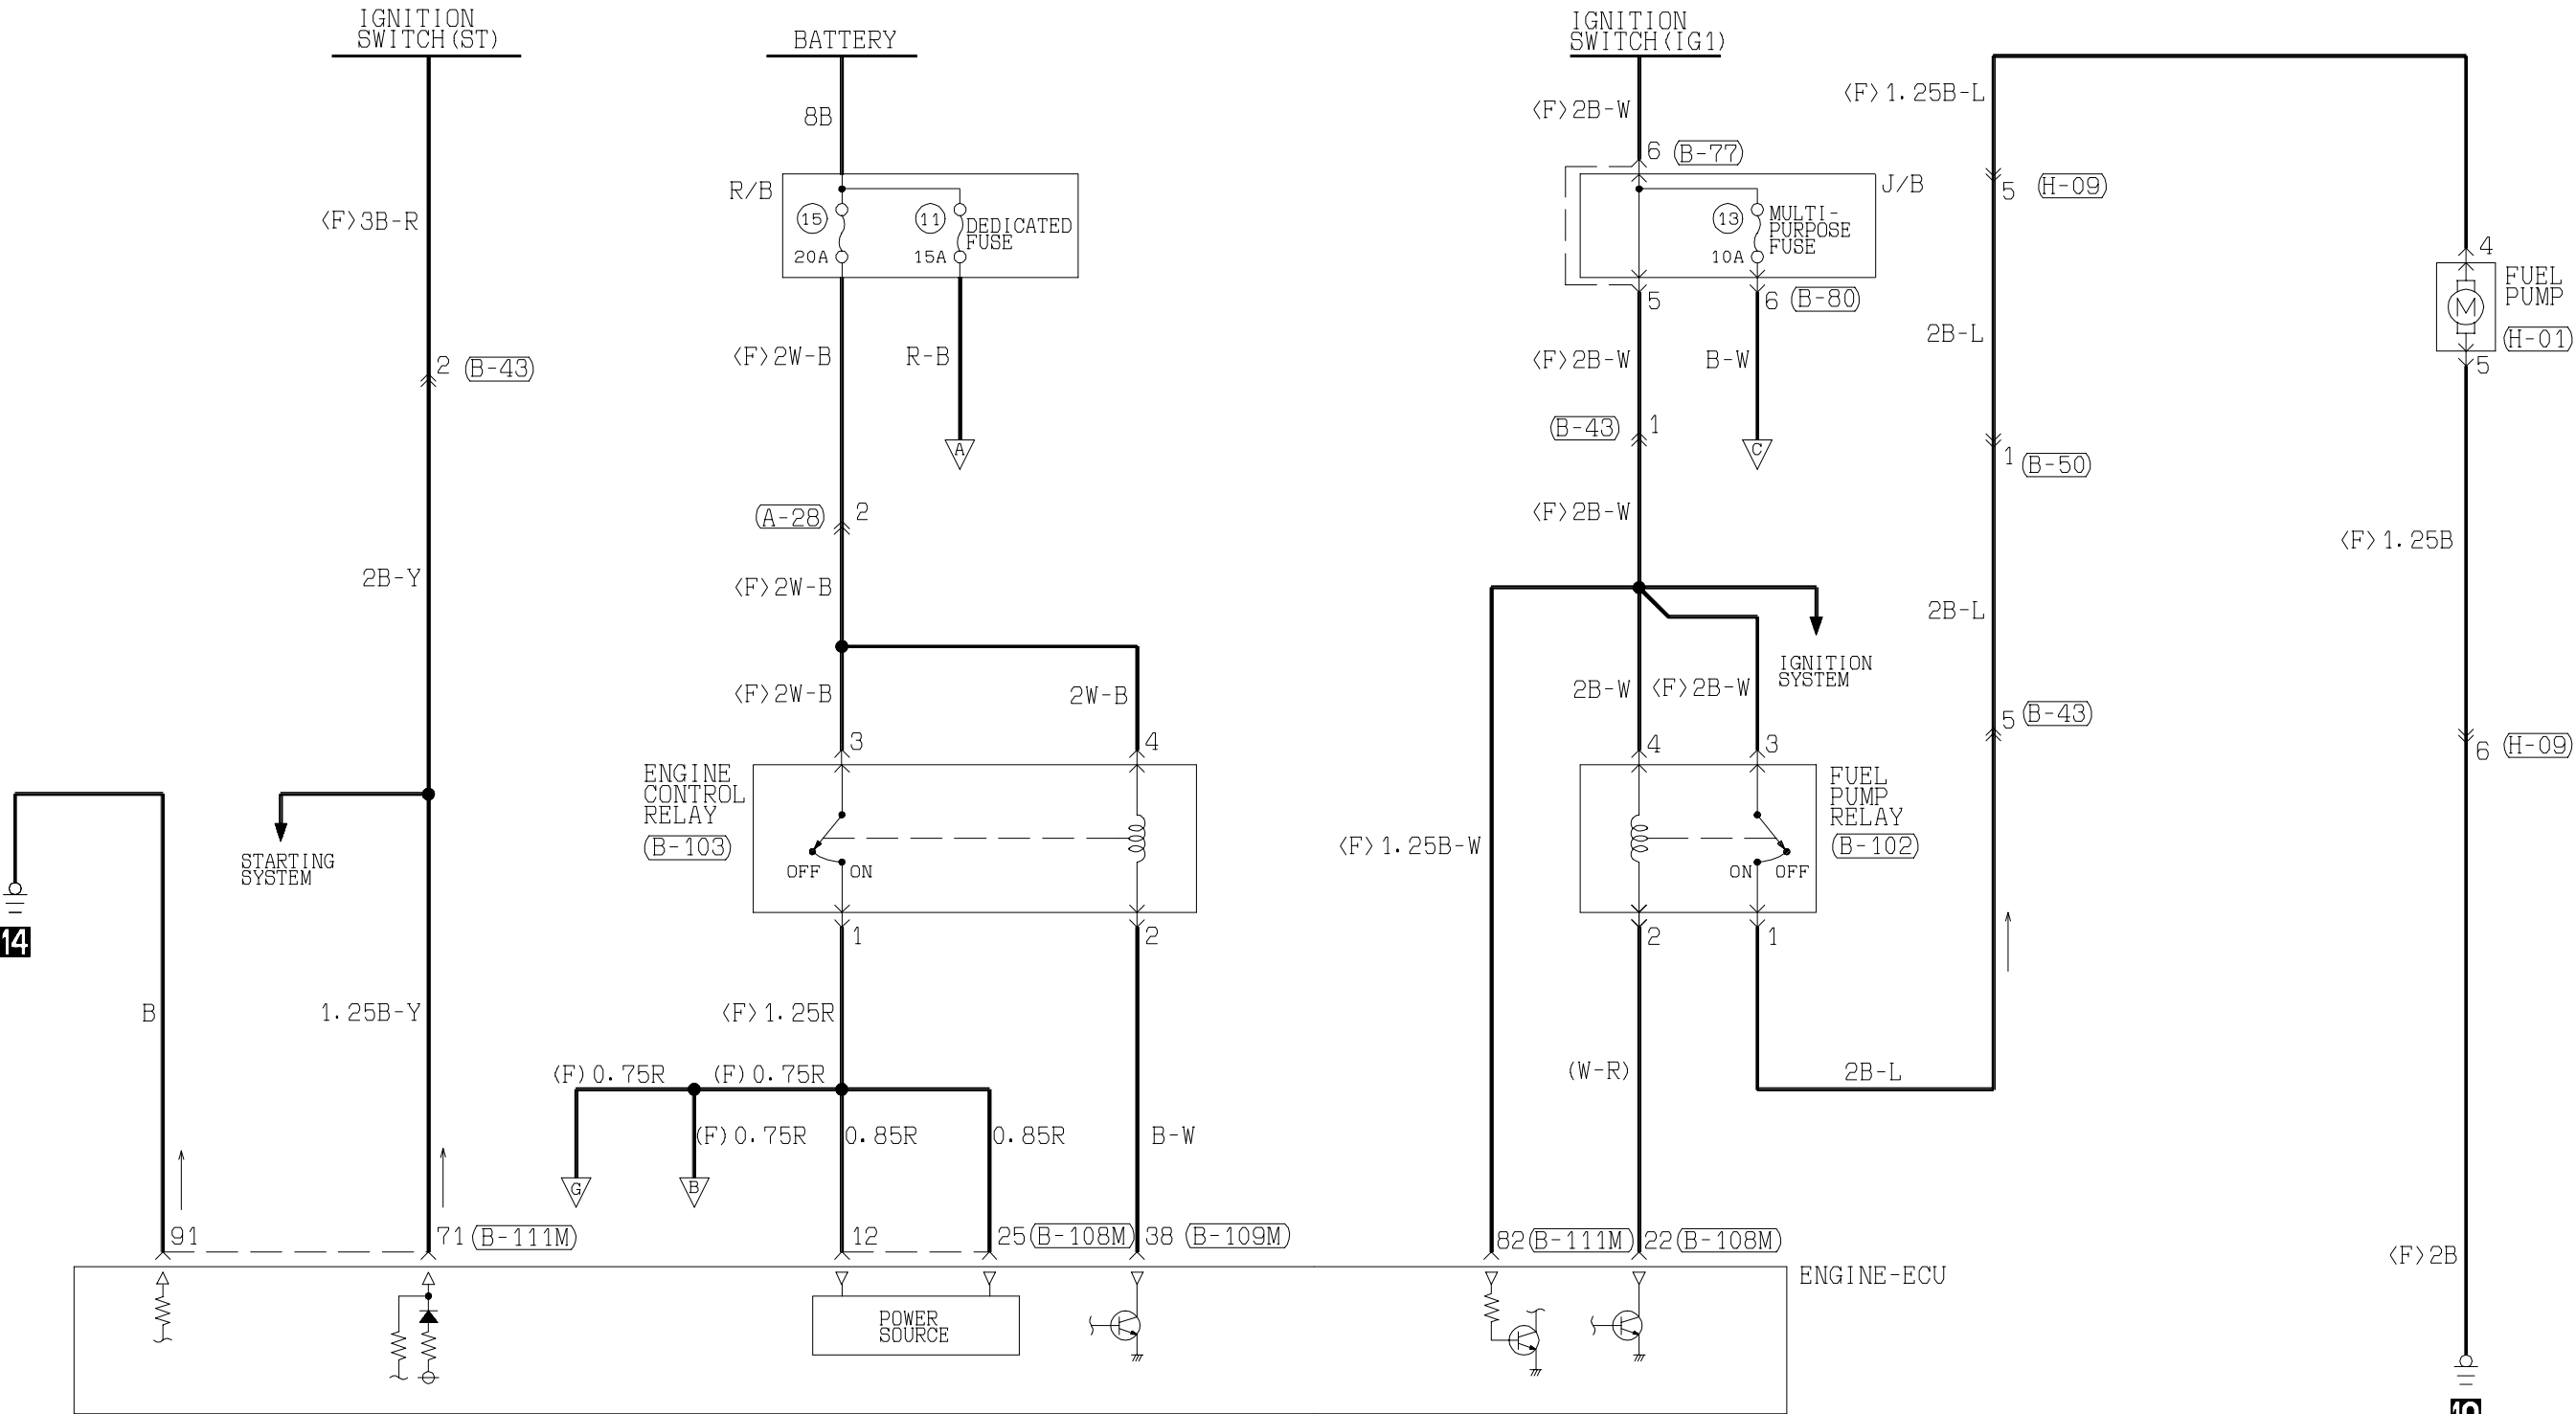 IGNITION
SWITCH(ST)
BATTERY
IGNITION
SWITCH(IG1)
8B
<F>2B-W
<F>1.25B-L
6 (B-77)
R/B
J/B
5 (H-09)
<F>3B-R
15
11
DEDICATED
FUSE
20A
15A
13
MULTI-
PURPOSE
FUSE
10A
4
FUEL
PUMP
M
(H-01)
5
5
6 (B-80)
2B-L
<F>2W-B
R-B
<F>2B-W
B-W
2 (B-43)
(B-43) 1
A
C
1 (B-50)
(A-28) 2
<F>2B-W
<F>1.25B
2B-Y
<F>2W-B
2B-L
IGNITION
SYSTEM
<F>2W-B
2W-B
2B-W
<F>2B-W
5 (B-43)
3
4
4
3
6 (H-09)
ENGINE
CONTROL
RELAY
(B-103)
OFF
ON
FUEL
PUMP
RELAY
(B-102)
ON
OFF
<F>1.25B-W
STARTING
SYSTEM
14
1
2
2
1
B
1.25B-Y
<F>1.25R
(W-R)
2B-L
(F)0.75R
(F)0.75R
(F)0.75R
0.85R
0.85R
B-W
G
B
91
71 (B-111M)
12
25 (B-108M)
38 (B-109M)
82 (B-111M)
22 (B-108M)
<F>2B
ENGINE-ECU
POWER
SOURCE